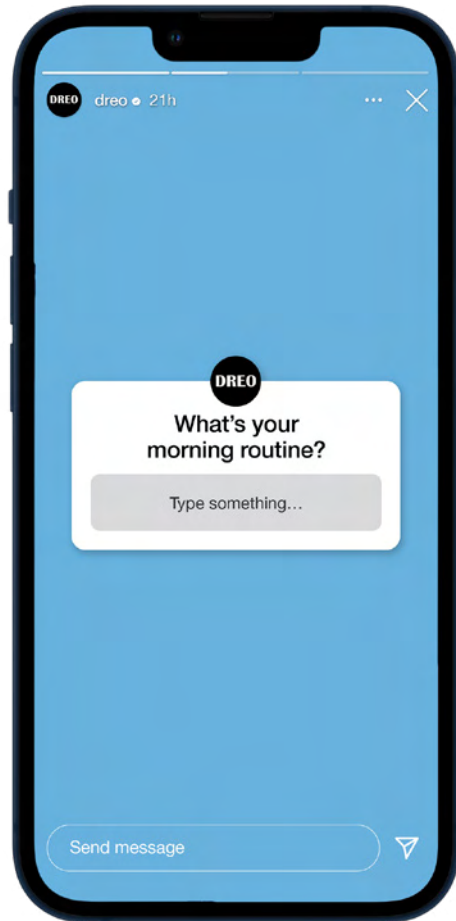 DREO dreo 21h
DREO
What's your
morning routine?
Type something...
Send message